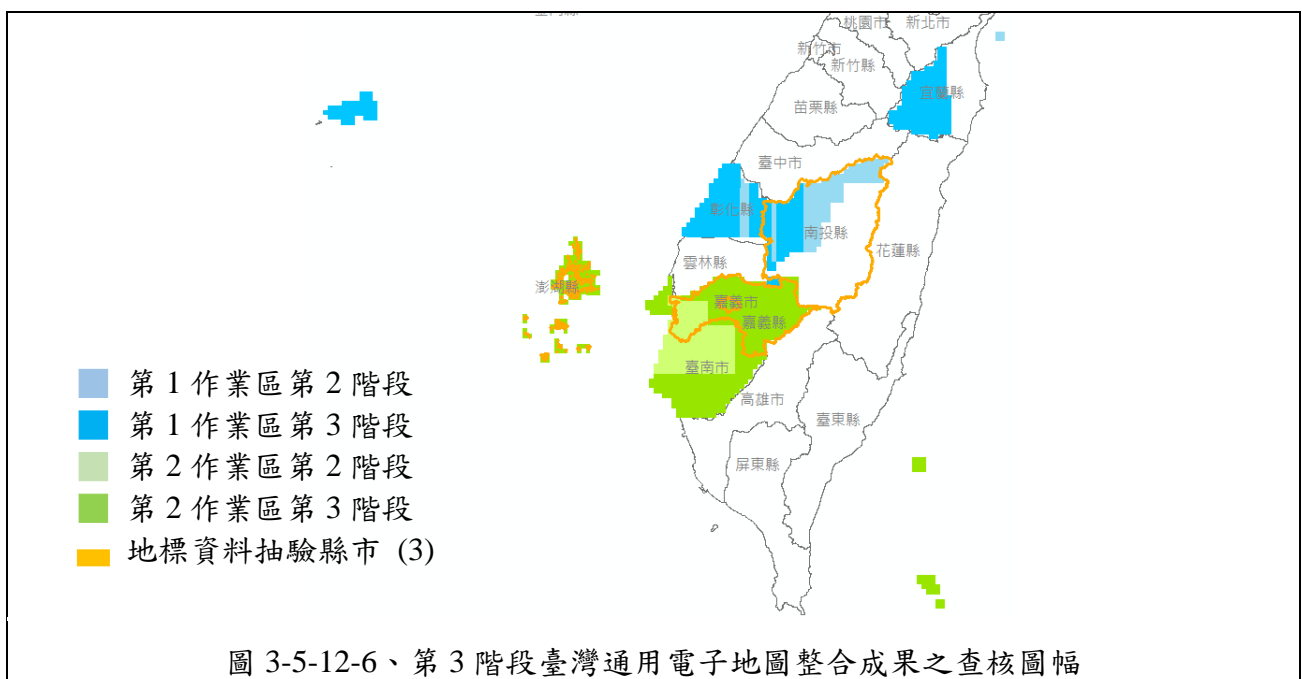 桃園市
新北市
新竹市
新竹縣
宜蘭縣
苗栗縣
臺中市
彰化縣
南投縣
花蓮縣
雲林縣
澎湖縣
嘉義市
嘉義縣
臺南市
高雄市
臺東縣
屏東縣
第 1 作業區第 2 階段
第 1 作業區第 3 階段
第 2 作業區第 2 階段
第 2 作業區第 3 階段
地標資料抽驗縣市 (3)
圖 3-5-12-6、第 3 階段臺灣通用電子地圖整合成果之查核圖幅